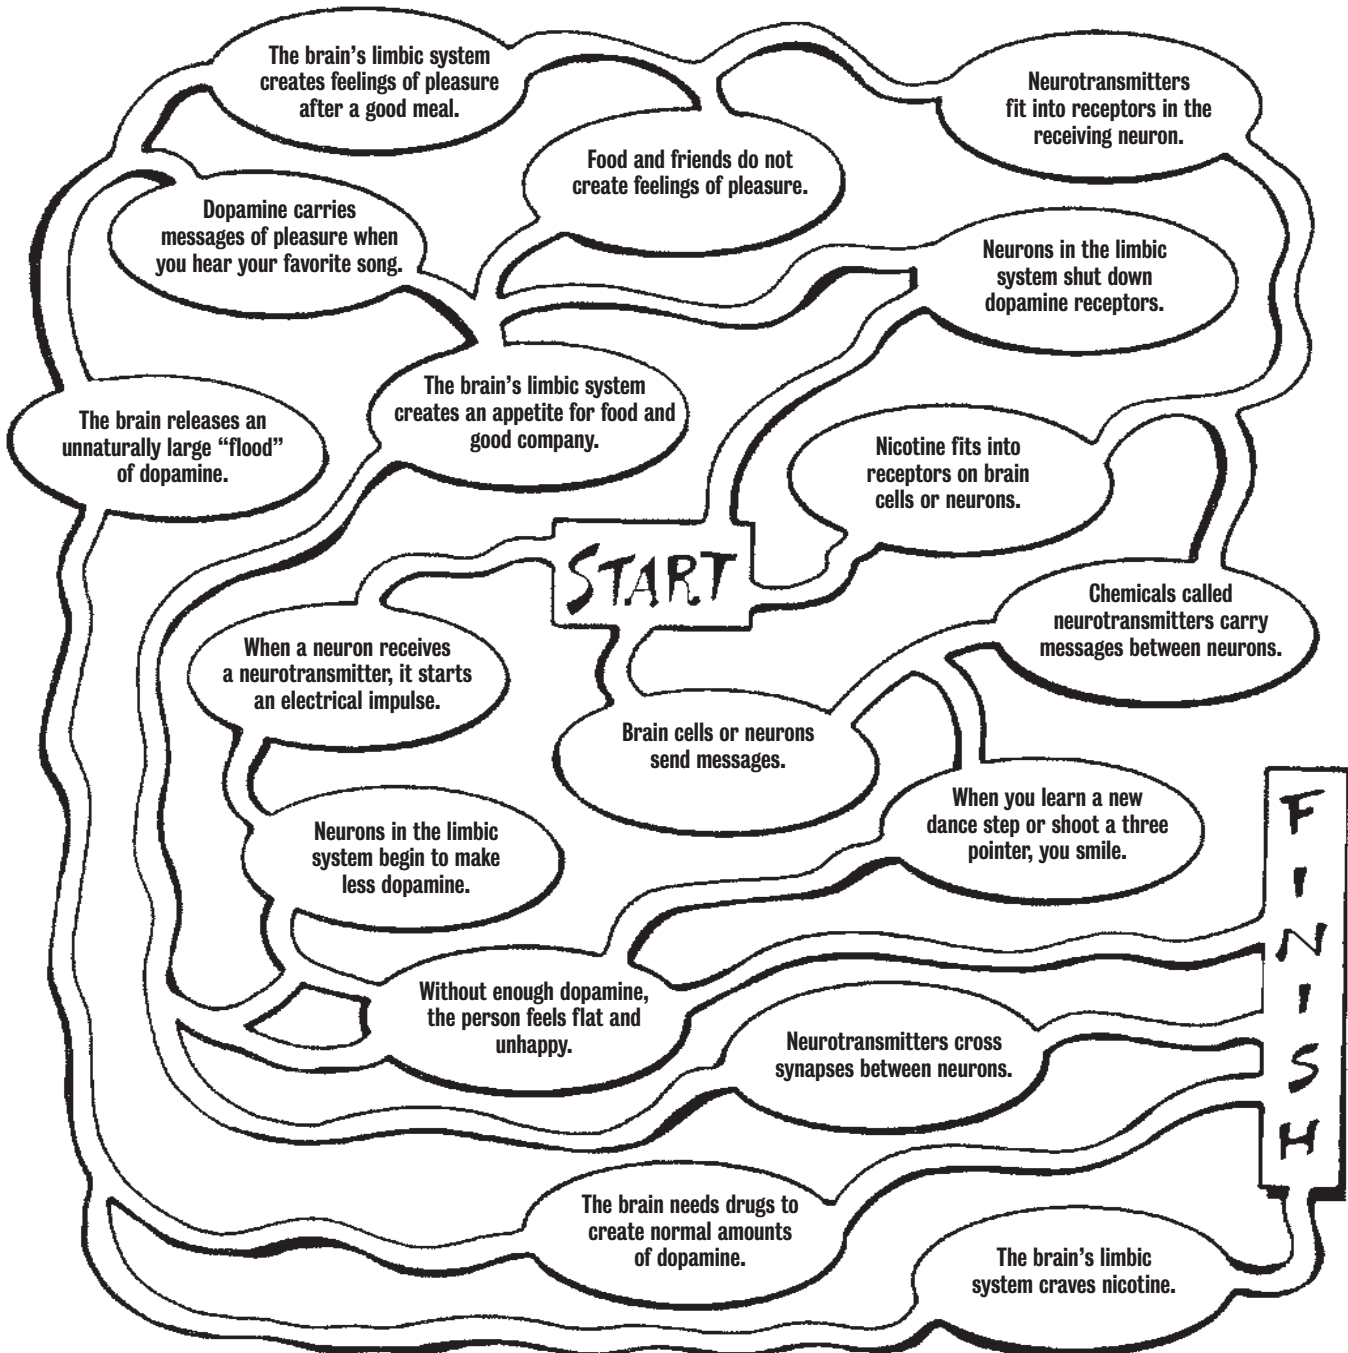 The brain’s limbic system
creates feelings of pleasure
after a good meal.
Neurotransmitters
fit into receptors in the
receiving neuron.
Food and friends do not
create feelings of pleasure.
Dopamine carries
messages of pleasure when
you hear your favorite song.
Neurons in the limbic
system shut down
dopamine receptors.
The brain’s limbic system
creates an appetite for food and
good company.
The brain releases an
unnaturally large “flood”
of dopamine.
Nicotine fits into
receptors on brain
cells or neurons.
START
Chemicals called
neurotransmitters carry
messages between neurons.
When a neuron receives
a neurotransmitter, it starts
an electrical impulse.
Brain cells or neurons
send messages.
When you learn a new
dance step or shoot a three
pointer, you smile.
Neurons in the limbic
system begin to make
less dopamine.
FINISH
Without enough dopamine,
the person feels flat and
unhappy.
Neurotransmitters cross
synapses between neurons.
The brain needs drugs to
create normal amounts
of dopamine.
The brain’s limbic
system craves nicotine.